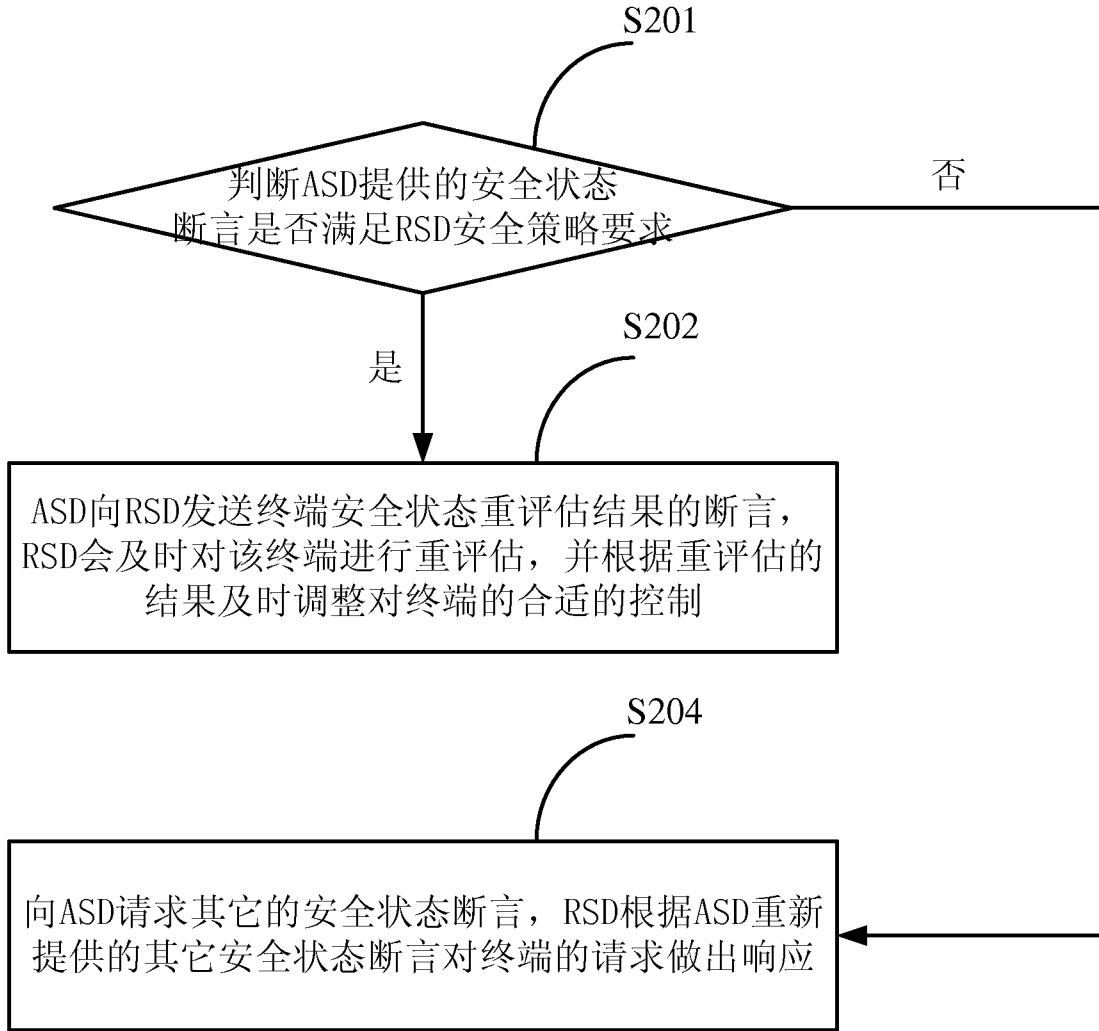 S201
判断ASD提供的安全状态
断言是否满足RSD安全策略要求
否
S202
是
ASD向RSD发送终端安全状态重评估结果的断言,
RSD会及时对该终端进行重评估, 并根据重评估的
结果及时调整对终端的合适的控制
S204
向ASD请求其它的安全状态断言, RSD根据ASD重新
提供的其它安全状态断言对终端的请求做出响应